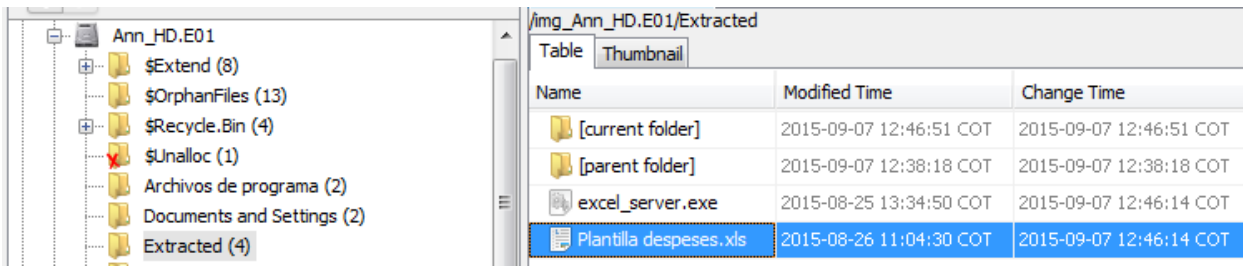 Ann_HD.E01
$Extend (8)
$OrphanFiles (13)
$Recycle.Bin (4)
$Unalloc (1)
Archivos de programa (2)
Documents and Settings (2)
Extracted (4)
/img_Ann_HD.E01/Extracted
Table Thumbnail
Name Modified Time Change Time
[current folder] 2015-09-07 12:46:51 COT 2015-09-07 12:46:51 COT
[parent folder] 2015-09-07 12:38:18 COT 2015-09-07 12:38:18 COT
excel_server.exe 2015-08-25 13:34:50 COT 2015-09-07 12:46:14 COT
Plantilla despeses.xls 2015-08-26 11:04:30 COT 2015-09-07 12:46:14 COT